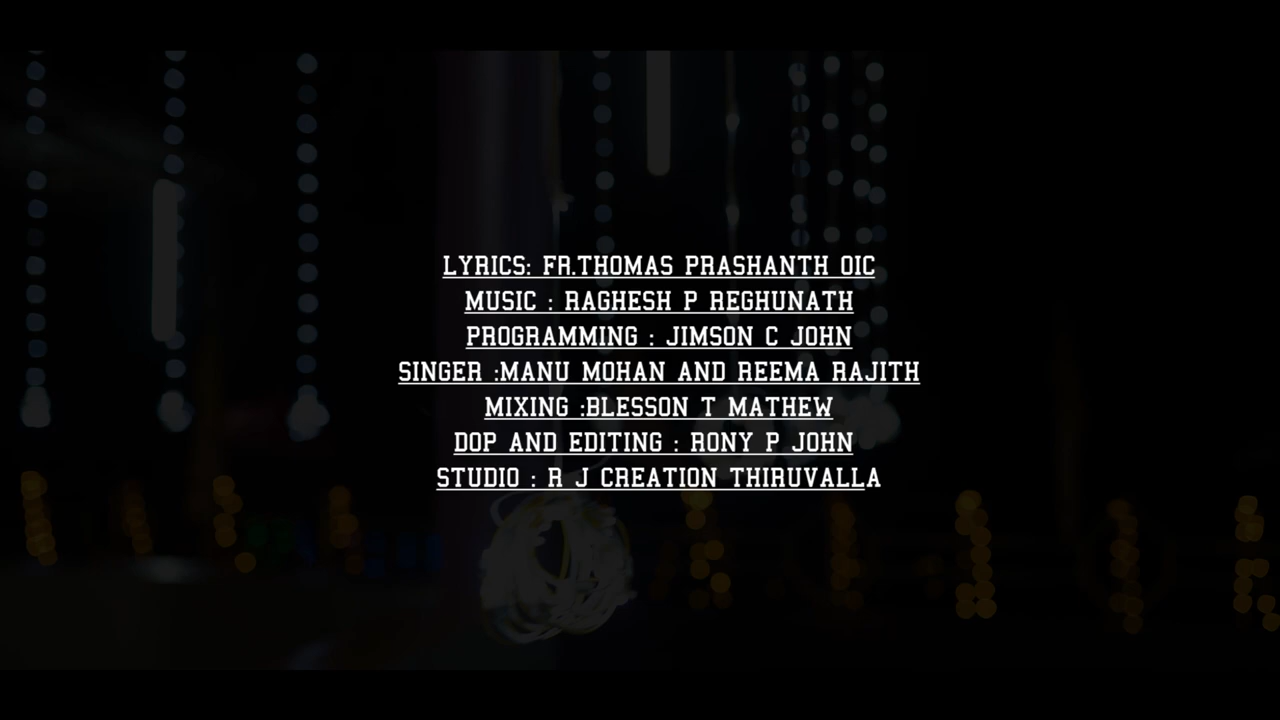 LYRICS: FR.THOMAS PRASHANTH OIC
MUSIC : RAGHESH P REGHUNATH
PROGRAMMING : JIMSON C JOHN
SINGER :MANU MOHAN AND REEMA RAJITH
MIXING :BLESSON T MATHEW
DOP AND EDITING : RONY P JOHN
STUDIO : R J CREATION THIRUVALLA